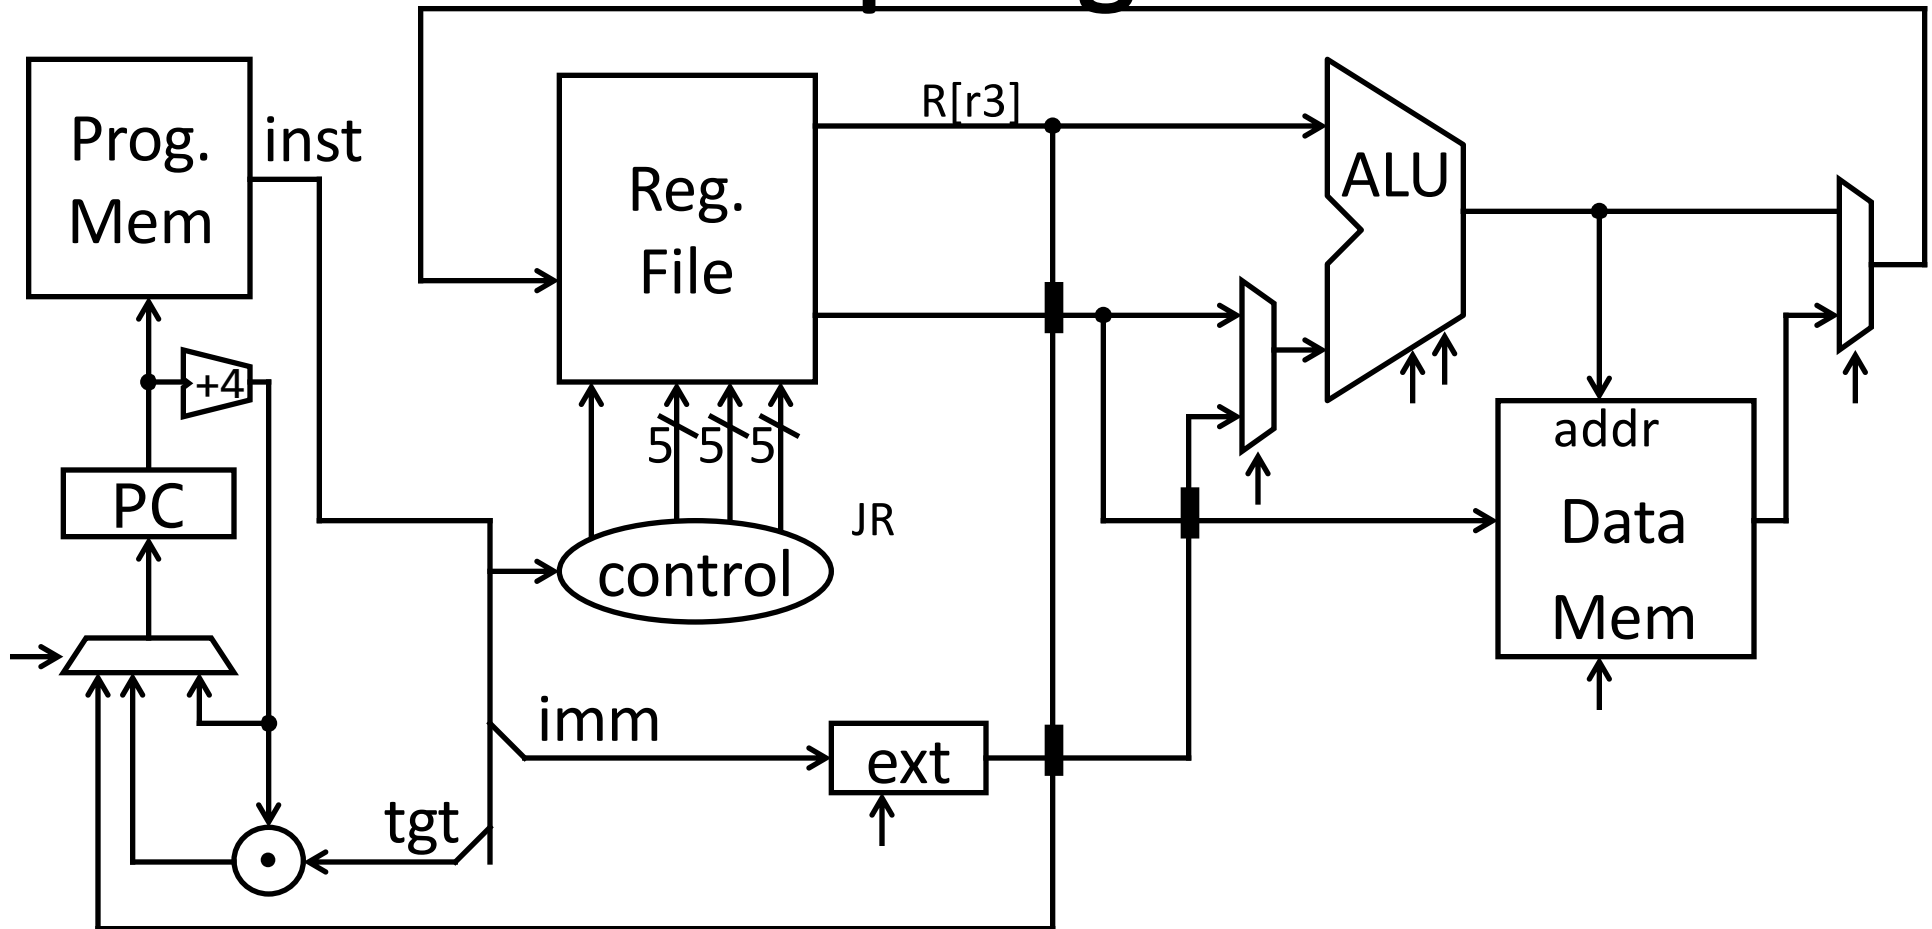 Prog.
Mem
inst
R[r3]
Reg.
File
ALU
+4
5 5 5
addr
PC
JR
Data
control
Mem
imm
ext
tgt